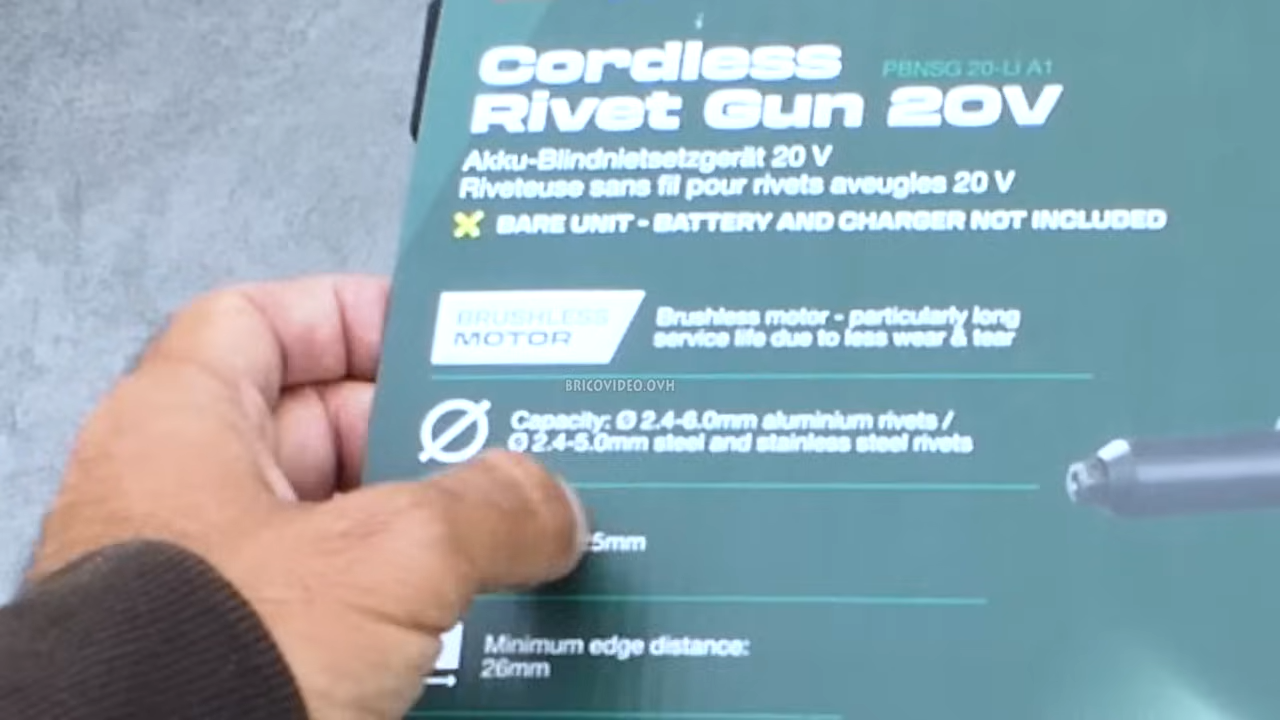 Cordless
PBNSG 20-Li A1
Rivet Gun 20V
Akku-Blindnietsetzgerät 20 V
Riveteuse sans fil pour rivets aveugles 20 V
BARE UNIT - BATTERY AND CHARGER NOT INCLUDED
BRUSHLESS
MOTOR
Brushless motor - particularly long
service life due to less wear & tear
BRICOVIDEO.OVH
Capacity: Ø 2.4-6.0mm aluminium rivets /
Ø 2.4-5.0mm steel and stainless steel rivets
5mm
Minimum edge distance:
26mm